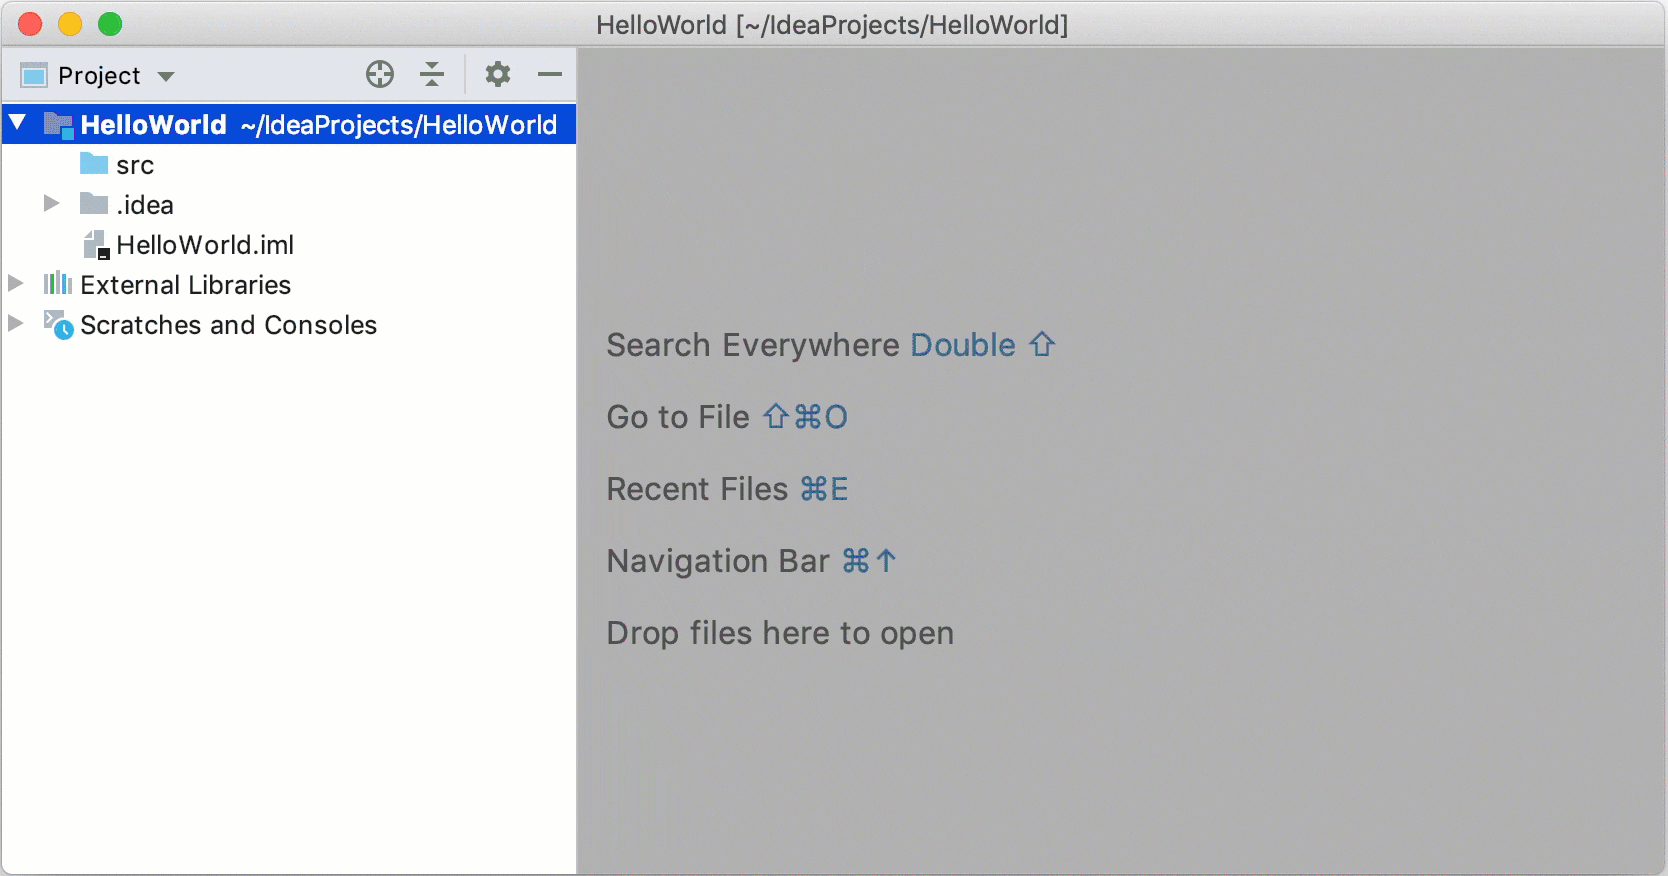 HelloWorld [~/IdeaProjects/HelloWorld]
Project
HelloWorld ~/IdeaProjects/HelloWorld
src
.idea
HelloWorld.iml
External Libraries
Scratches and Consoles
Search Everywhere Double ⇧
Go to File ⇧⌘O
Recent Files ⌘E
Navigation Bar ⌘↑
Drop files here to open